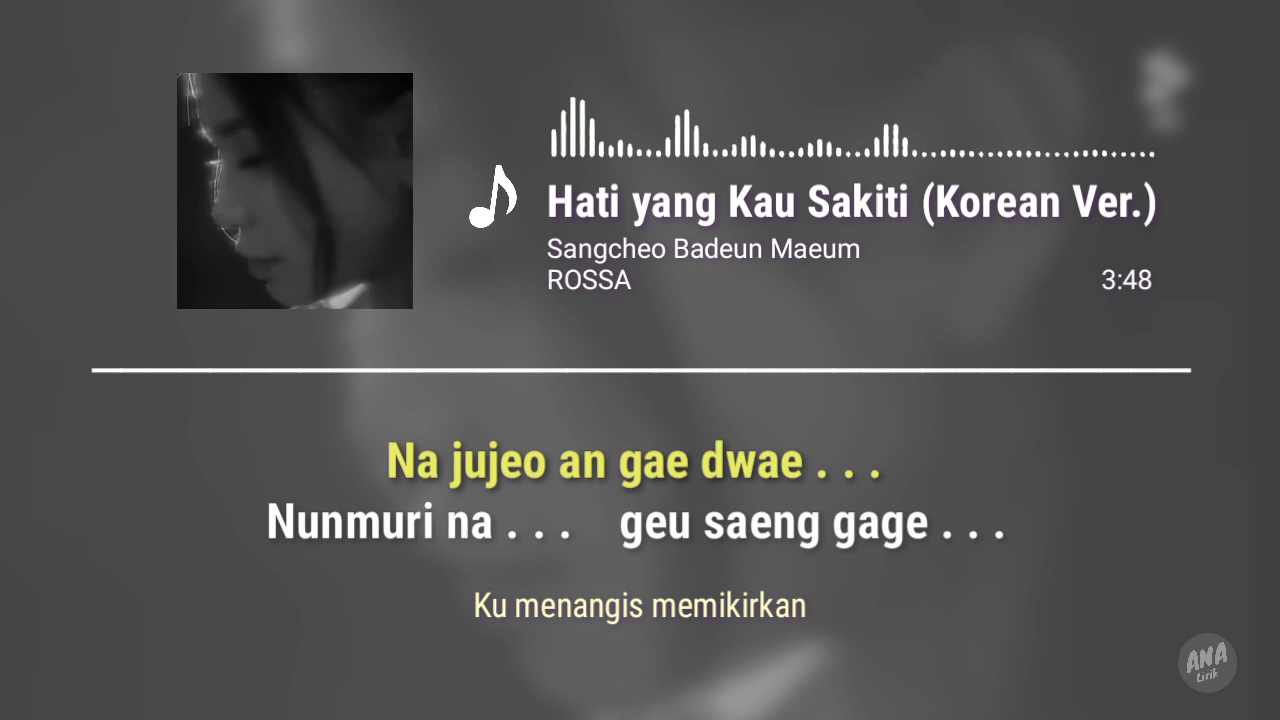 Hati yang Kau Sakiti (Korean Ver.)
Sangcheo Badeun Maeum
ROSSA 3:48
Na jujeo an gae dwae . . .
Nunmuri na . . . geu saeng gage . . .
Ku menangis memikirkan
ANA
Lirik